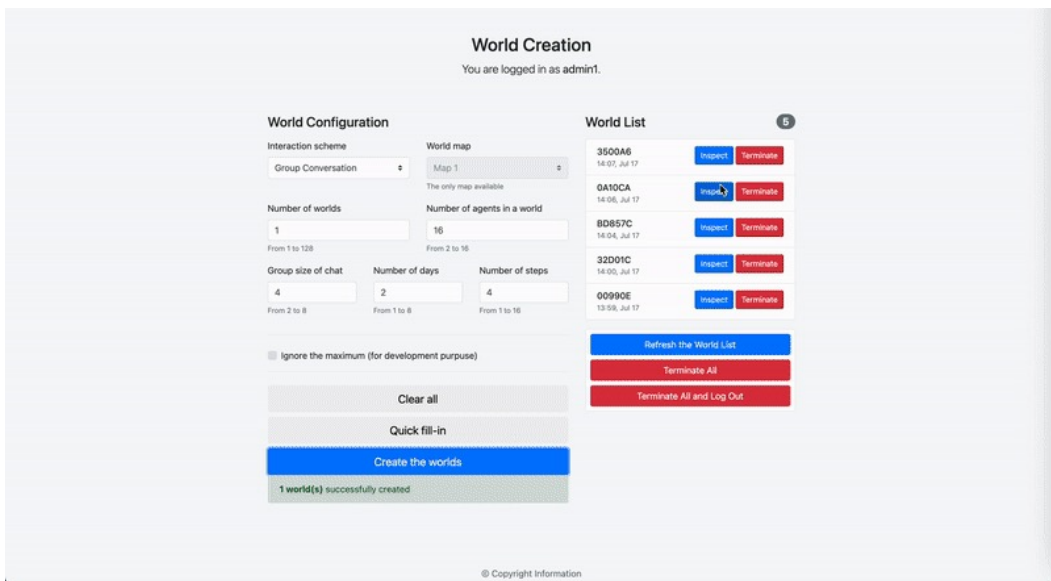 World Creation
You are logged in as admin1.
World Configuration
Interaction scheme
World map
Group Conversation
Map 1
The only map available
Number of worlds
Number of agents in a world
1
16
From 1 to 128
From 2 to 16
Group size of chat
Number of days
Number of steps
4
2
4
From 2 to 8
From 1 to 8
From 1 to 16
Ignore the maximum (for development purpuse)
Clear all
Quick fill-in
Create the worlds
1 world(s) successfully created
World List
5
3500A6
Inspect
Terminate
14:07, Jul 17
0A10CA
Inspect
Terminate
14:06, Jul 17
BD857C
Inspect
Terminate
14:04, Jul 17
32D01C
Inspect
Terminate
14:00, Jul 17
00990E
Inspect
Terminate
13:59, Jul 17
Refresh the World List
Terminate All
Terminate All and Log Out
© Copyright Information